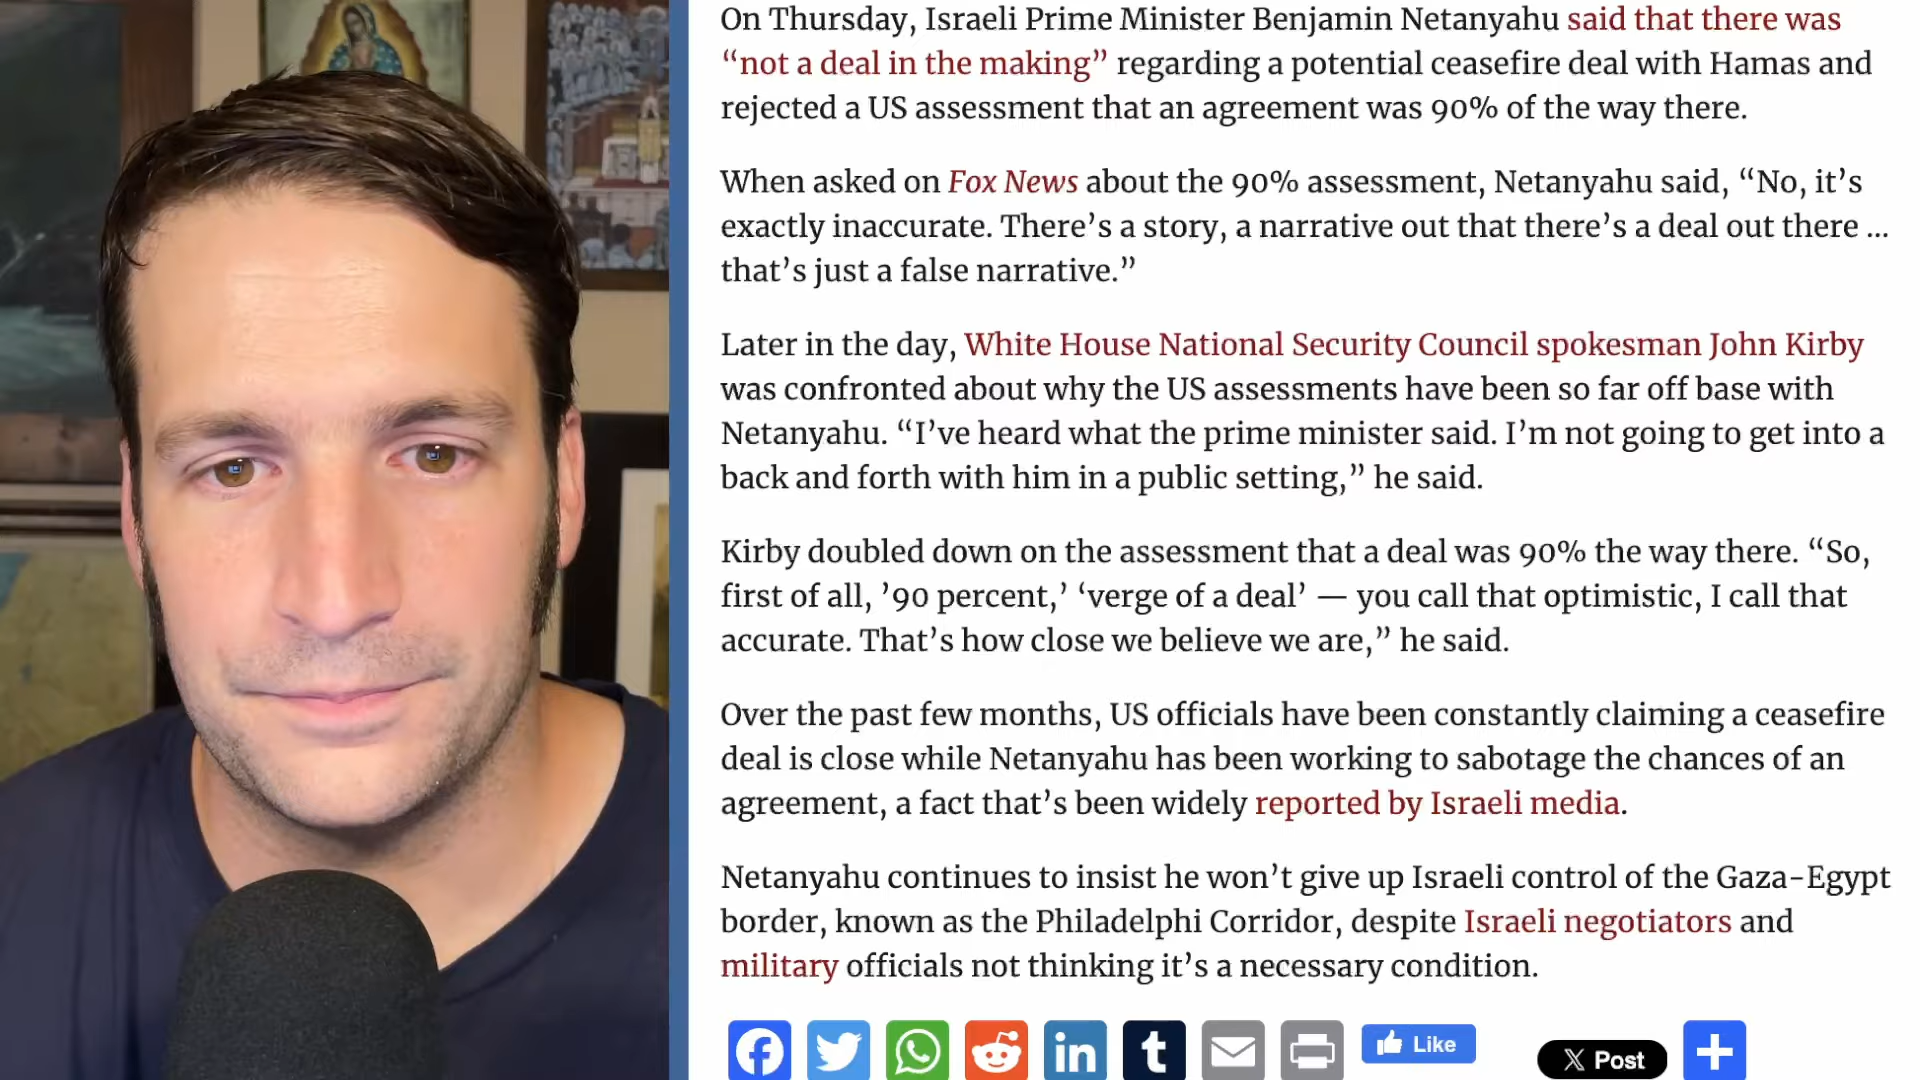 On Thursday, Israeli Prime Minister Benjamin Netanyahu said that there was
“not a deal in the making” regarding a potential ceasefire deal with Hamas and
rejected a US assessment that an agreement was 90% of the way there.
When asked on Fox News about the 90% assessment, Netanyahu said, “No, it’s
exactly inaccurate. There’s a story, a narrative out that there’s a deal out there ...
that’s just a false narrative.”
Later in the day, White House National Security Council spokesman John Kirby
was confronted about why the US assessments have been so far off base with
Netanyahu. “I’ve heard what the prime minister said. I’m not going to get into a
back and forth with him in a public setting,” he said.
Kirby doubled down on the assessment that a deal was 90% the way there. “So,
first of all, ’90 percent,’ ‘verge of a deal’ — you call that optimistic, I call that
accurate. That’s how close we believe we are,” he said.
Over the past few months, US officials have been constantly claiming a ceasefire
deal is close while Netanyahu has been working to sabotage the chances of an
agreement, a fact that’s been widely reported by Israeli media.
Netanyahu continues to insist he won’t give up Israeli control of the Gaza-Egypt
border, known as the Philadelphi Corridor, despite Israeli negotiators and
military officials not thinking it’s a necessary condition.
Like
X Post